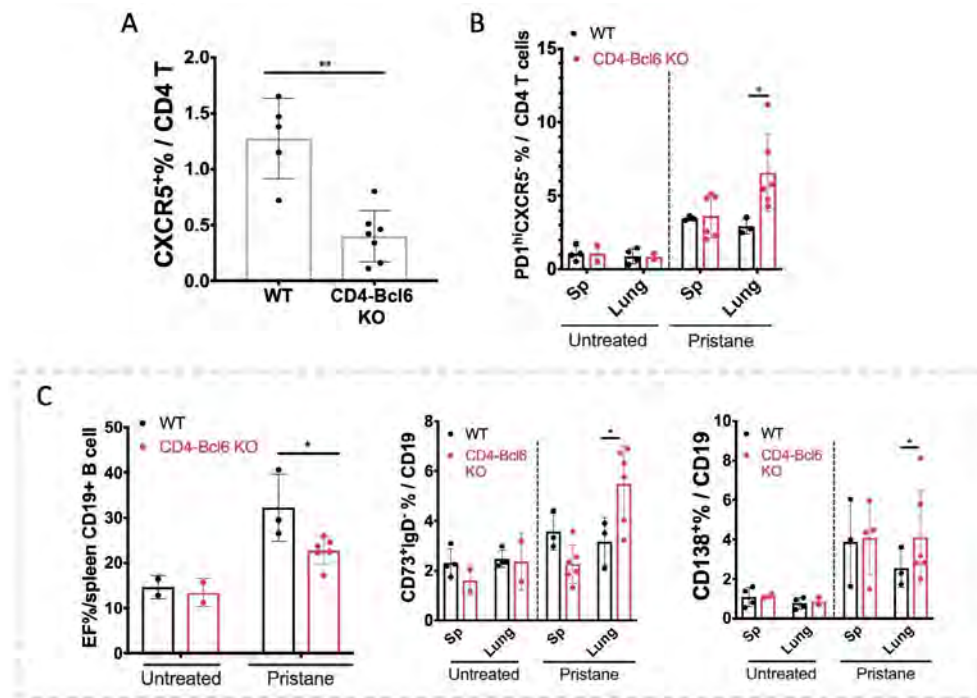 A
CXCR5⁺% / CD4 T
2.0
1.5
1.0
0.5
0.0
**
WT
CD4-Bcl6
KO
B
PD1ʰⁱCXCR5⁻ % / CD4 T cells
15
10
5
0
WT
CD4-Bcl6 KO
*
Sp
Lung
Sp
Lung
Untreated
Pristane
C
EF%/spleen CD19+ B cell
50
40
30
20
10
0
WT
CD4-Bcl6 KO
*
Untreated
Pristane
CD73⁺IgD⁻ % / CD19
8
6
4
2
0
WT
CD4-Bcl6
KO
*
Sp
Lung
Sp
Lung
Untreated
Pristane
CD138⁺% / CD19
10
8
6
4
2
0
WT
CD4-Bcl6
KO
*
Sp
Lung
Sp
Lung
Untreated
Pristane